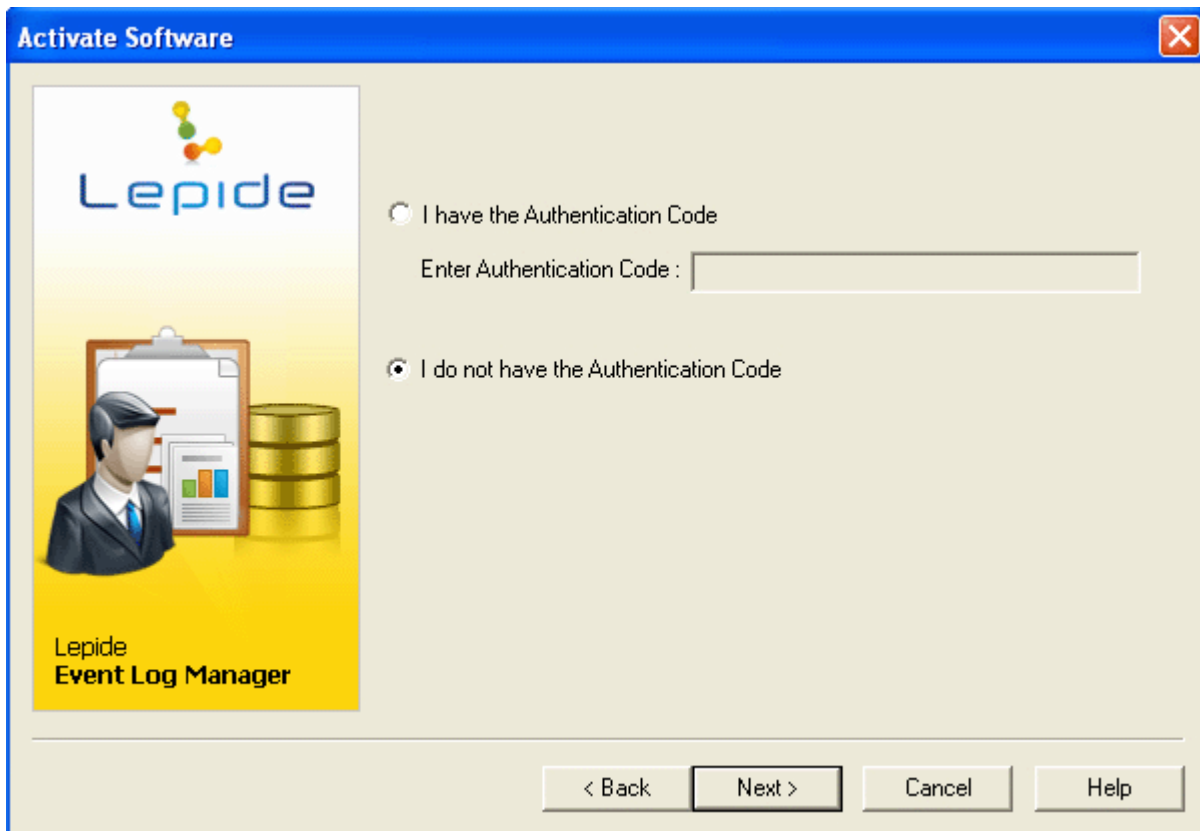 Activate Software
Lepide
I have the Authentication Code
Enter Authentication Code :
I do not have the Authentication Code
Lepide
Event Log Manager
< Back
Next >
Cancel
Help